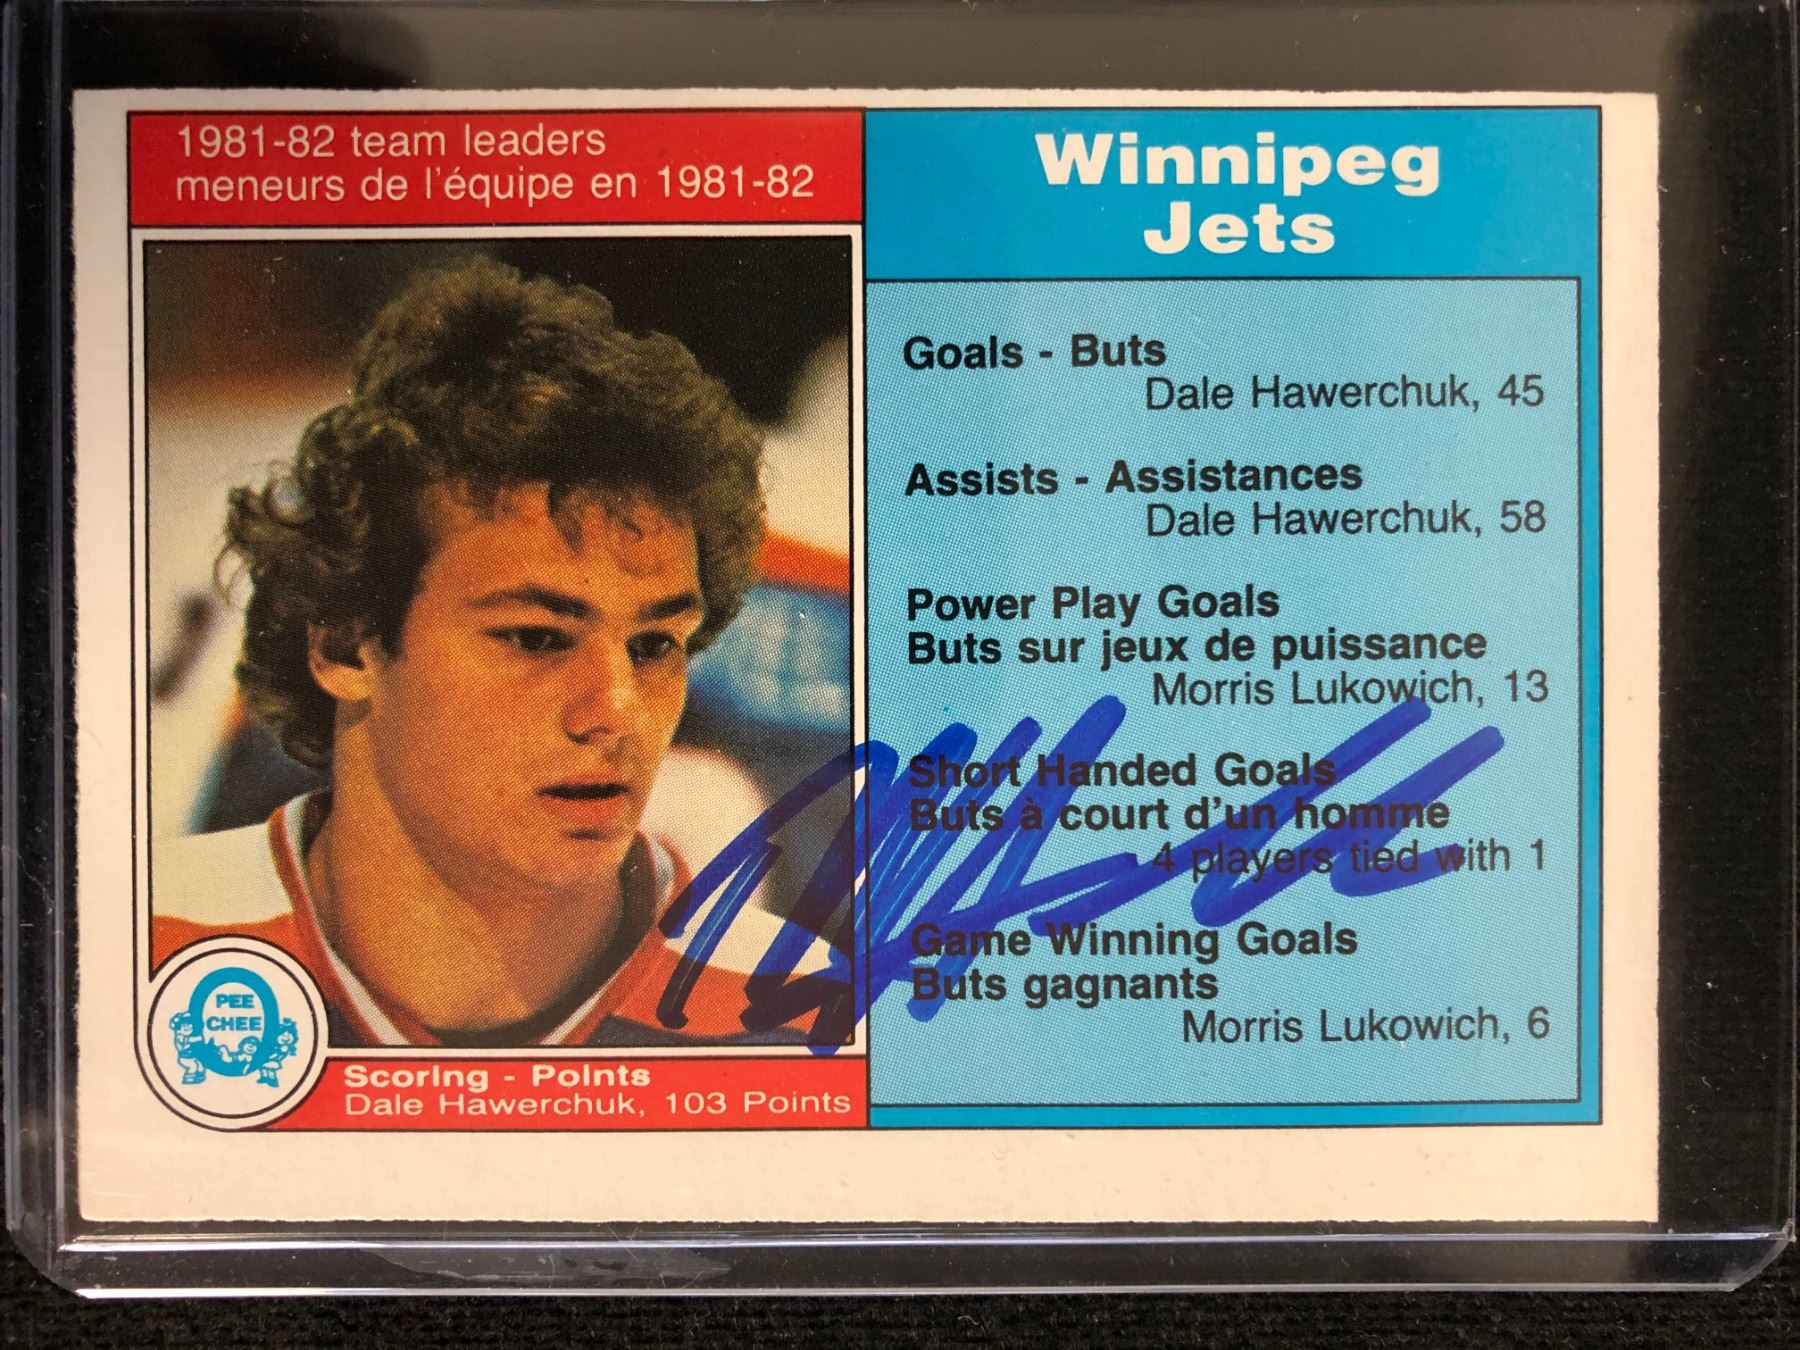 1981-82 team leaders
meneurs de l'équipe en 1981-82
PEE
CHEE
Scoring - Points
Dale Hawerchuk, 103 Points
Winnipeg
Jets
Goals - Buts
Dale Hawerchuk, 45
Assists - Assistances
Dale Hawerchuk, 58
Power Play Goals
Buts sur jeux de puissance
Morris Lukowich, 13
Short Handed Goals
Buts à court d'un homme
4 players tied with 1
Game Winning Goals
Buts gagnants
Morris Lukowich, 6